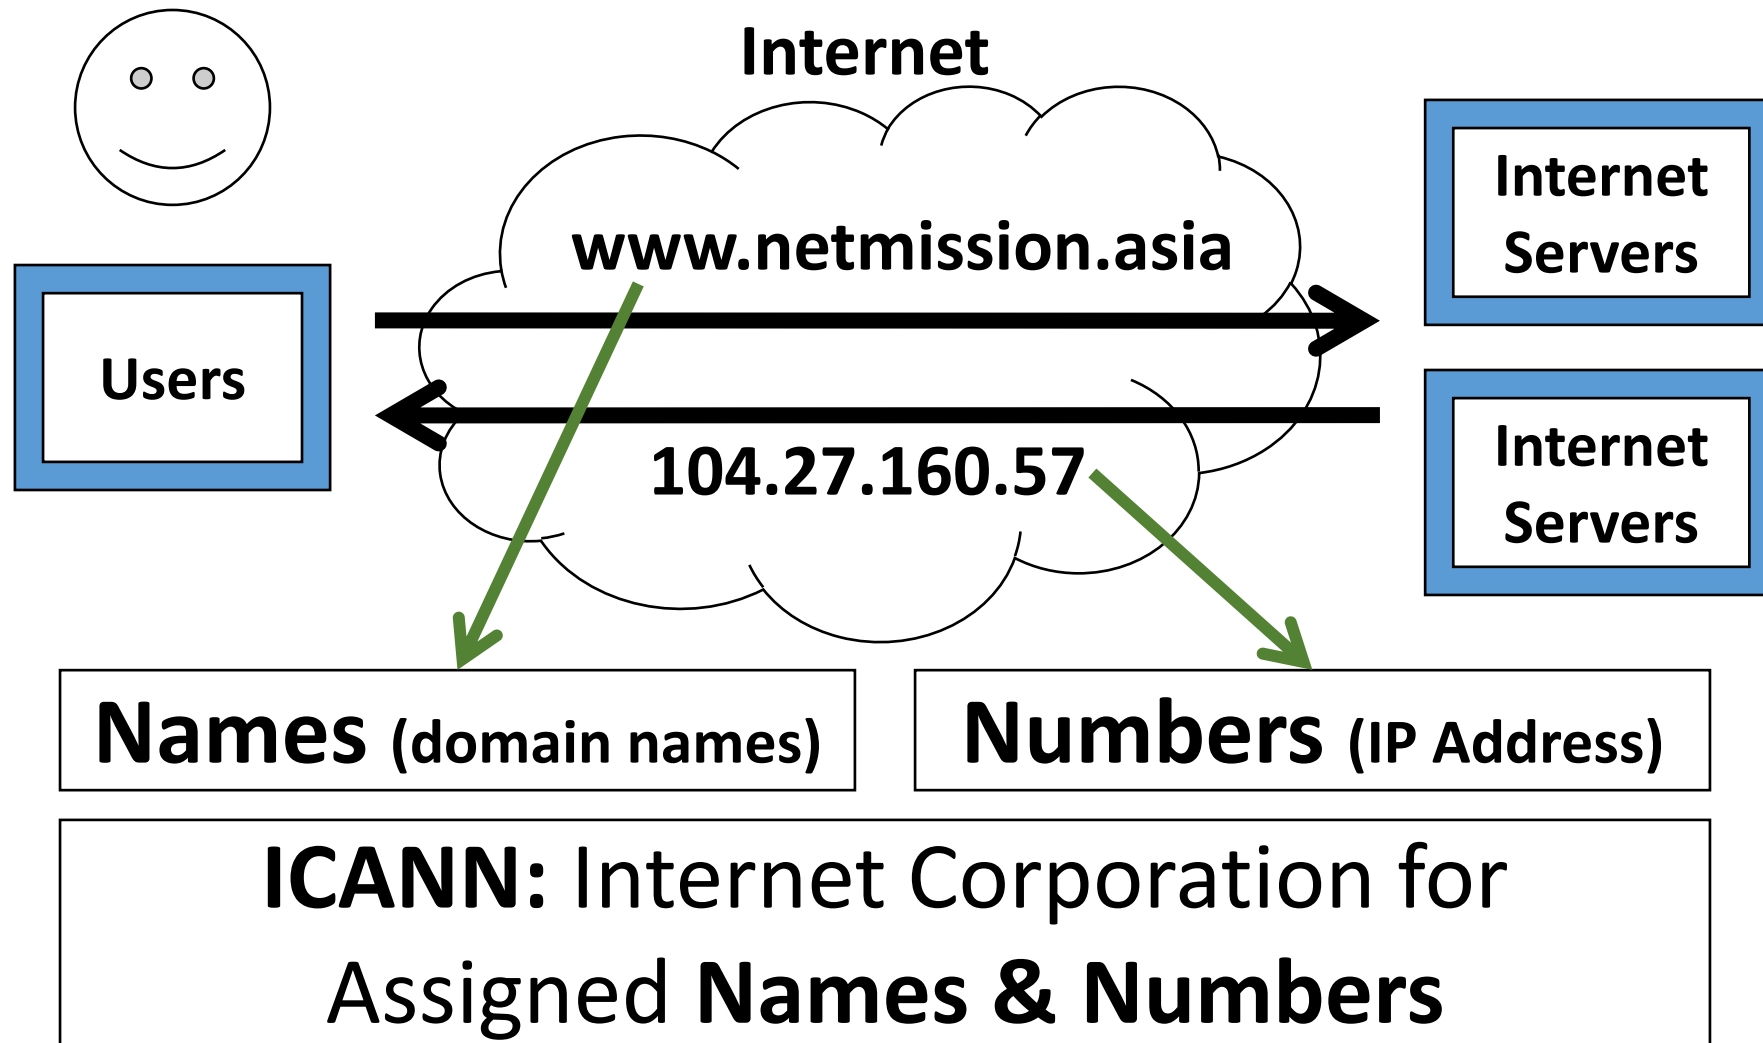 Internet
www.netmission.asia
104.27.160.57
Users
Internet
Servers
Internet
Servers
Names (domain names)
Numbers (IP Address)
ICANN: Internet Corporation for
Assigned Names & Numbers